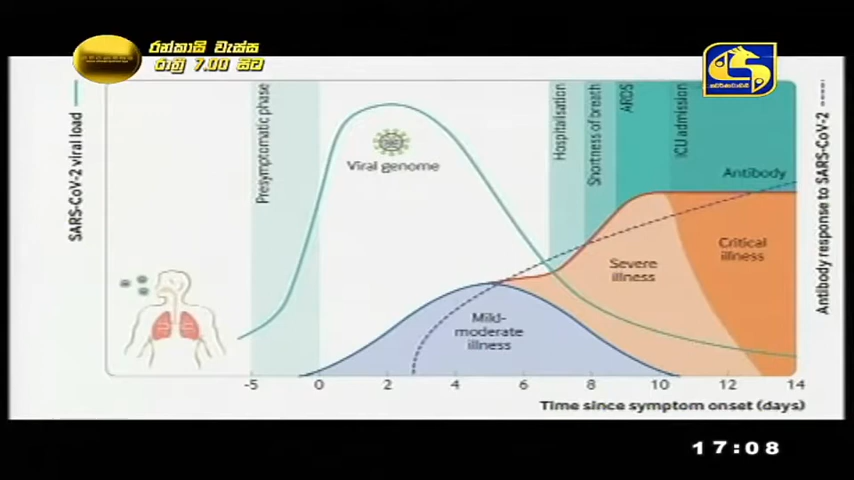 රන්කාසි වැස්ස
රාත්‍රි 7.00 සිට
SARS-CoV-2 viral load
Presymptomatic phase
Viral genome
Hospitalisation
Shortness of breath
ARDS
ICU admission
Antibody
Antibody response to SARS-CoV-2
Severe
illness
Critical
illness
Mild-
moderate
illness
-5 0 2 4 6 8 10 12 14
Time since symptom onset (days)
17:08